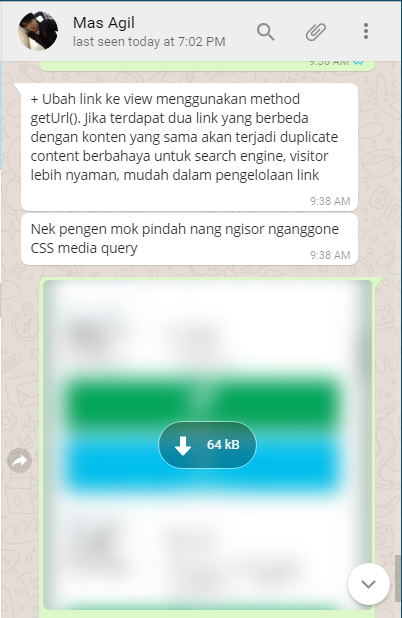 Mas Agil
last seen today at 7:02 PM
9:36 AM
+ Ubah link ke view menggunakan method
getUrl(). Jika terdapat dua link yang berbeda
dengan konten yang sama akan terjadi duplicate
content berbahaya untuk search engine, visitor
lebih nyaman, mudah dalam pengelolaan link
9:38 AM
Nek pengen mok pindah nang ngisor nganggone
CSS media query
9:38 AM
64 kB